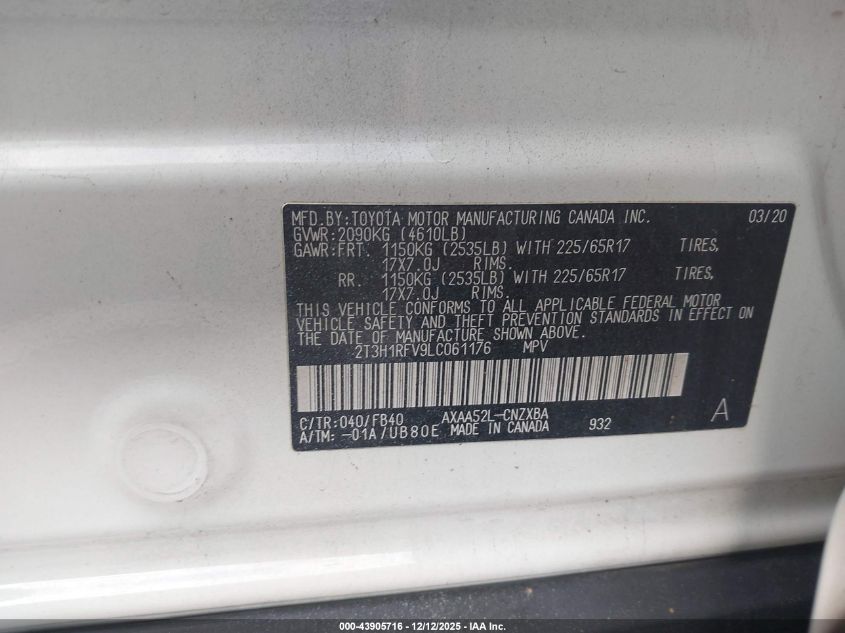 MFD.BY:TOYOTA MOTOR MANUFACTURING CANADA INC. 03/20
GVWR:2090KG (4610LB)
GAWR:FRT. 1150KG (2535LB) WITH 225/65R17 TIRES,
17X7.0J RIMS.
RR. 1150KG (2535LB) WITH 225/65R17 TIRES,
17X7.0J RIMS.
THIS VEHICLE CONFORMS TO ALL APPLICABLE FEDERAL MOTOR
VEHICLE SAFETY AND THEFT PREVENTION STANDARDS IN EFFECT ON
THE DATE OF MANUFACTURE SHOWN ABOVE.
2T3H1RFV9LC061176 MPV
C/TR:040/FB40 AXAA52L-CNZXBA
A/TM: -01A/UB80E MADE IN CANADA 932 A
000-43905716 - 12/12/2025 - IAA Inc.